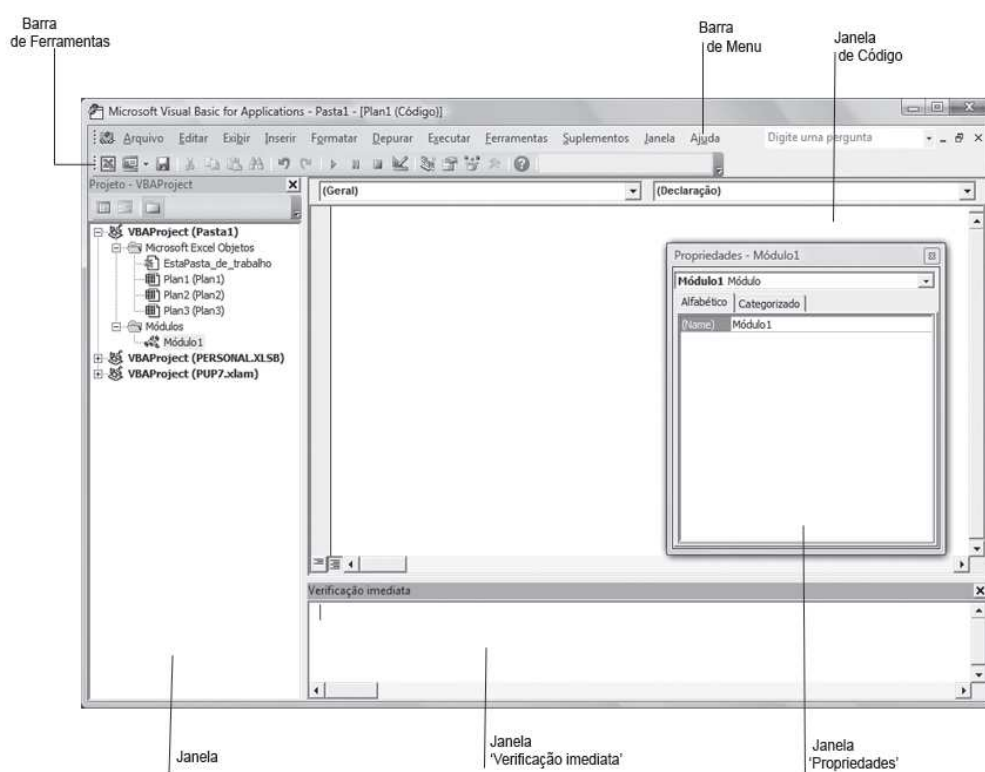 Barra
de Ferramentas
Barra
de Menu
Janela
de Código
Microsoft Visual Basic for Applications - Pasta1 - [Plan1 (Código)]
Arquivo Editar Exibir Inserir Formatar Depurar Executar Ferramentas Suplementos Janela Ajuda Digite uma pergunta
Projeto - VBAProject
(Geral) (Declaração)
VBAProject (Pasta1)
Microsoft Excel Objetos
EstaPasta_de_trabalho
Plan1 (Plan1)
Plan2 (Plan2)
Plan3 (Plan3)
Módulos
Módulo1
VBAProject (PERSONAL.XLSB)
VBAProject (PUP7.xlam)
Propriedades - Módulo1
Módulo1 Módulo
Alfabético Categorizado
(Name) Módulo1
Verificação imediata
Janela
Janela
'Verificação imediata'
Janela
'Propriedades'